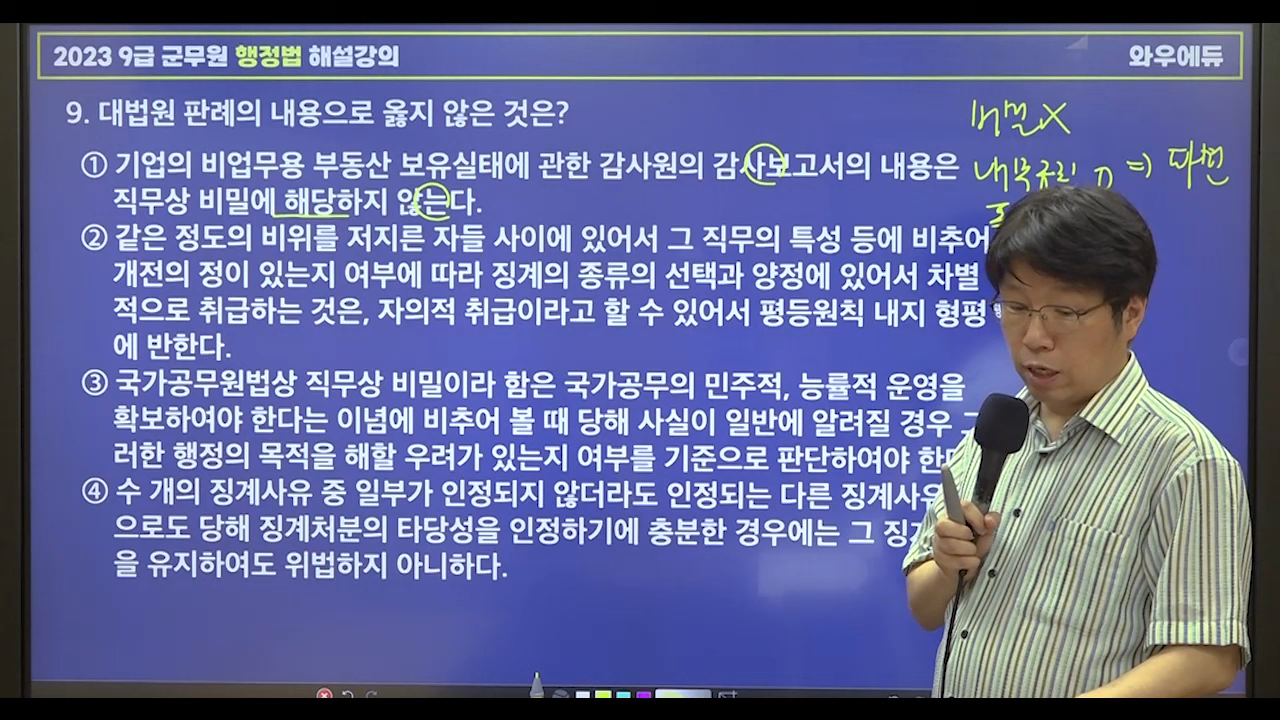 2023 9급 군무원 행정법 해설강의
와우에듀
9. 대법원 판례의 내용으로 옳지 않은 것은?
① 기업의 비업무용 부동산 보유실태에 관한 감사원의 감사보고서의 내용은
직무상 비밀에 해당하지 않는다.
② 같은 정도의 비위를 저지른 자들 사이에 있어서 그 직무의 특성 등에 비추어
개전의 정이 있는지 여부에 따라 징계의 종류의 선택과 양정에 있어서 차별
적으로 취급하는 것은, 자의적 취급이라고 할 수 있어서 평등원칙 내지 형평
에 반한다.
③ 국가공무원법상 직무상 비밀이라 함은 국가공무의 민주적, 능률적 운영을
확보하여야 한다는 이념에 비추어 볼 때 당해 사실이 일반에 알려질 경우 그
러한 행정의 목적을 해할 우려가 있는지 여부를 기준으로 판단하여야 한다
④ 수 개의 징계사유 중 일부가 인정되지 않더라도 인정되는 다른 징계사유
으로도 당해 징계처분의 타당성을 인정하기에 충분한 경우에는 그 징계
을 유지하여도 위법하지 아니하다.
비밀X
내부규칙 0 ⇒ 파면